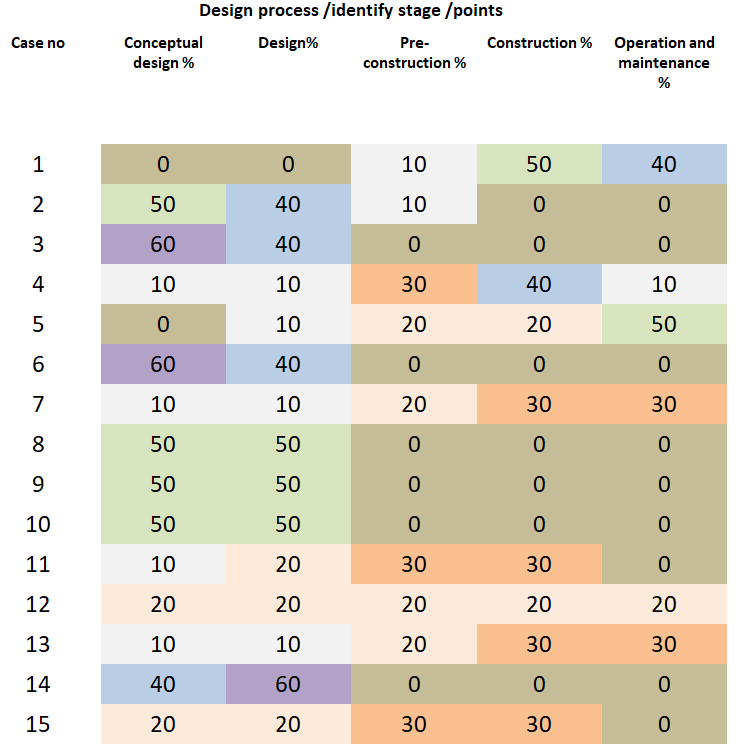 Design process /identify stage /points
Case no Conceptual design % Design% Pre-construction % Construction % Operation and maintenance %
1 0 0 10 50 40
2 50 40 10 0 0
3 60 40 0 0 0
4 10 10 30 40 10
5 0 10 20 20 50
6 60 40 0 0 0
7 10 10 20 30 30
8 50 50 0 0 0
9 50 50 0 0 0
10 50 50 0 0 0
11 10 20 30 30 0
12 20 20 20 20 20
13 10 10 20 30 30
14 40 60 0 0 0
15 20 20 30 30 0